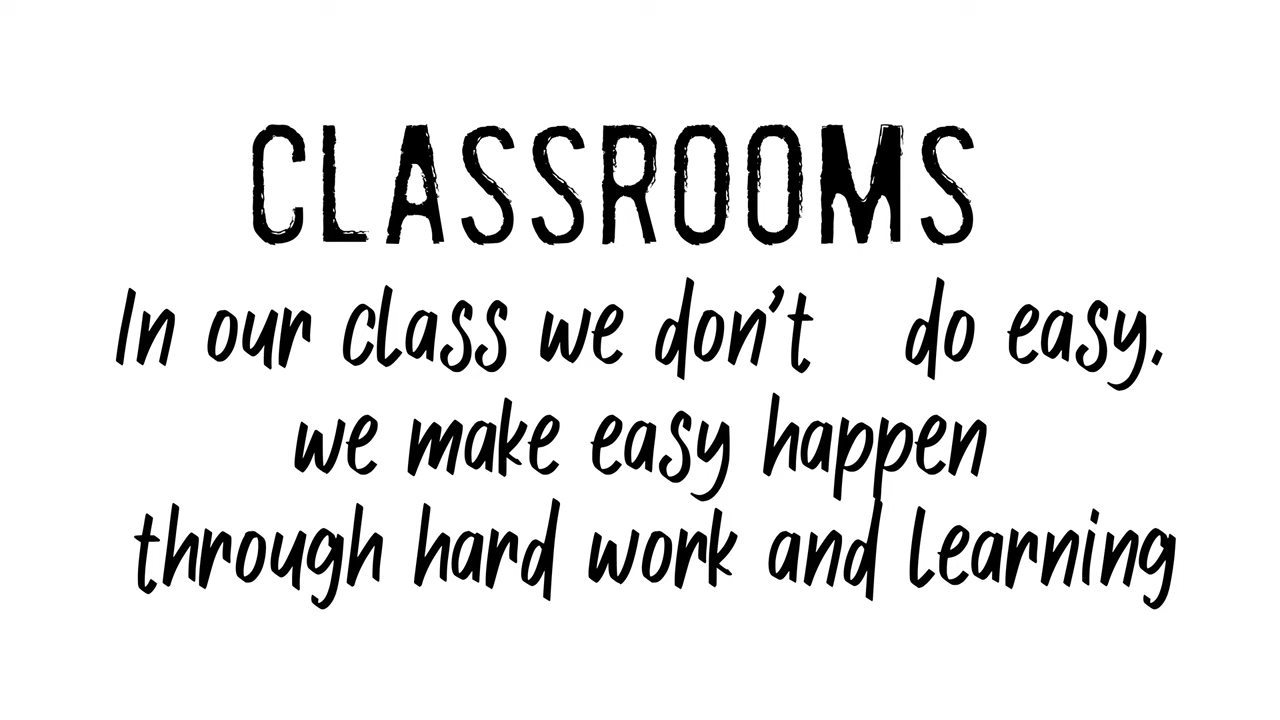 CLASSROOMS
In our class we don't do easy.
we make easy happen
through hard work and learning